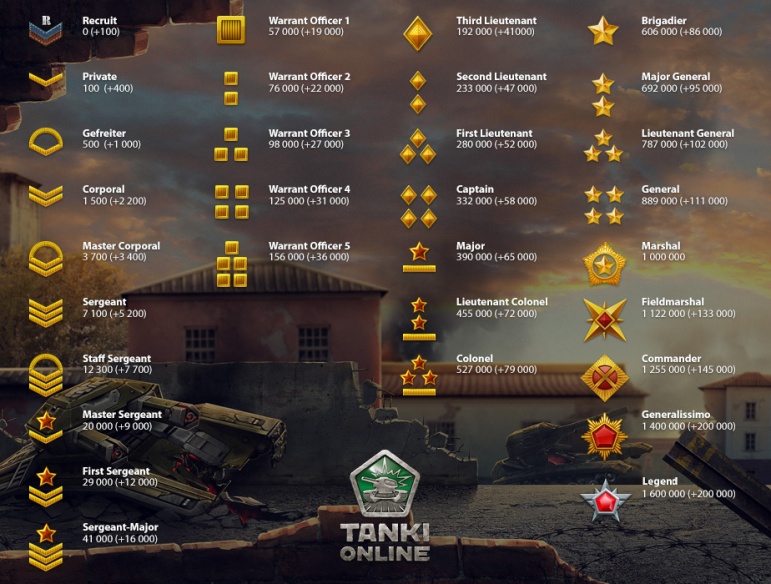 R
Recruit
0 (+100)
Private
100 (+400)
Gefreiter
500 (+1 000)
Corporal
1 500 (+2 200)
Master Corporal
3 700 (+3 400)
Sergeant
7 100 (+5 200)
Staff Sergeant
12 300 (+7 700)
Master Sergeant
20 000 (+9 000)
First Sergeant
29 000 (+12 000)
Sergeant-Major
41 000 (+16 000)
Warrant Officer 1
57 000 (+19 000)
Warrant Officer 2
76 000 (+22 000)
Warrant Officer 3
98 000 (+27 000)
Warrant Officer 4
125 000 (+31 000)
Warrant Officer 5
156 000 (+36 000)
Third Lieutenant
192 000 (+41000)
Second Lieutenant
233 000 (+47 000)
First Lieutenant
280 000 (+52 000)
Captain
332 000 (+58 000)
Major
390 000 (+65 000)
Lieutenant Colonel
455 000 (+72 000)
Colonel
527 000 (+79 000)
Brigadier
606 000 (+86 000)
Major General
692 000 (+95 000)
Lieutenant General
787 000 (+102 000)
General
889 000 (+111 000)
Marshal
1 000 000
Fieldmarshal
1 122 000 (+133 000)
Commander
1 255 000 (+145 000)
Generalissimo
1 400 000 (+200 000)
Legend
1 600 000 (+200 000)
TANKI
ONLINE